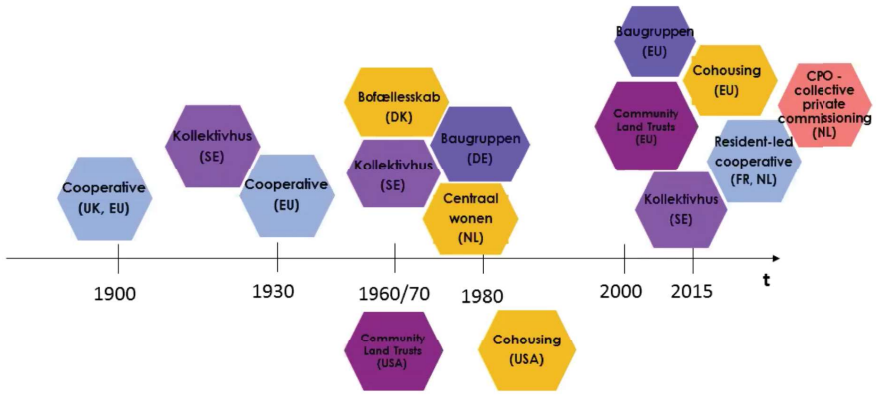 Cooperative
(UK, EU)
Kollektivhus
(SE)
Cooperative
(EU)
Bofællesskab
(DK)
Kollektivhus
(SE)
Baugruppen
(DE)
Centraal
wonen
(NL)
Baugruppen
(EU)
Community
Land Trusts
(EU)
Cohousing
(EU)
CPO -
collective
private
commissioning
(NL)
Resident-led
cooperative
(FR, NL)
Kollektivhus
(SE)
1900
1930
1960/70
1980
2000
2015
t
Community
Land Trusts
(USA)
Cohousing
(USA)